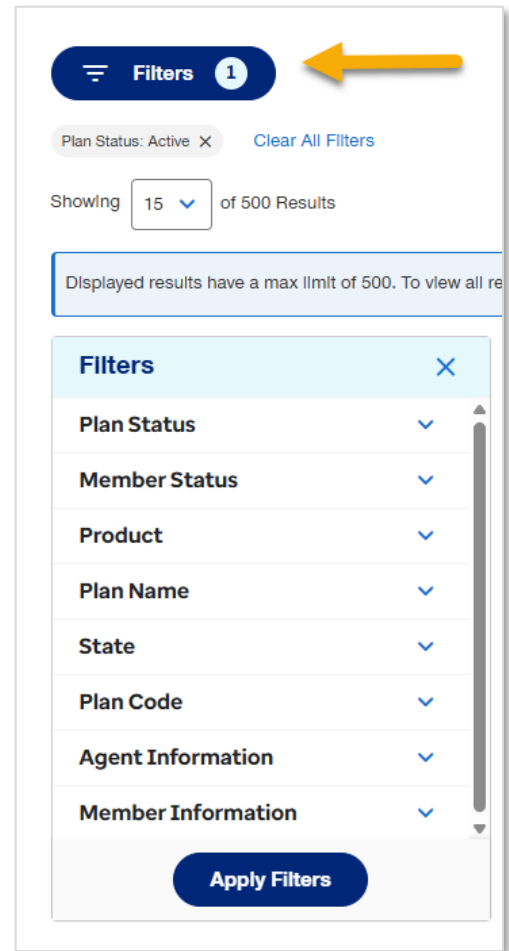 Filters 1
Plan Status: Active X Clear All Filters
Showing 15 of 500 Results
Displayed results have a max limit of 500. To view all re
Filters
Plan Status
Member Status
Product
Plan Name
State
Plan Code
Agent Information
Member Information
Apply Filters